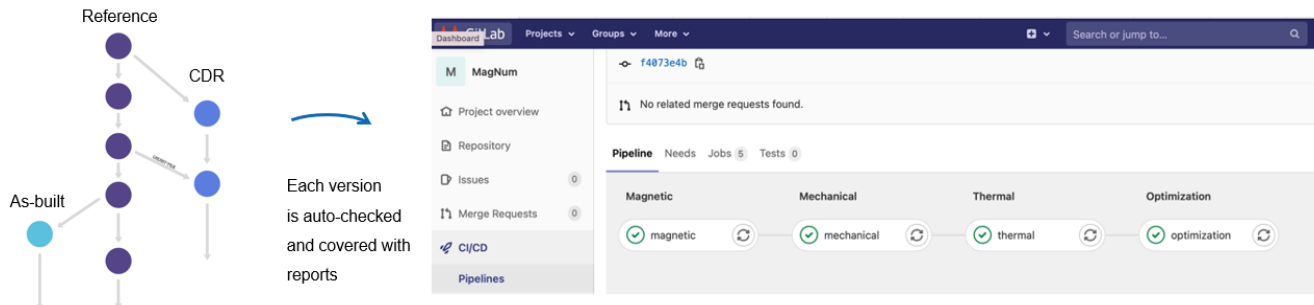 Reference
CDR
As-built
Each version
is auto-checked
and covered with
reports
Dashboard
Lab
Projects
Groups
More
Search or jump to...
M
MagNum
Project overview
Repository
Issues 0
Merge Requests 0
CI/CD
Pipelines
f4073e4b
No related merge requests found.
Pipeline Needs Jobs 5 Tests 0
Magnetic Mechanical Thermal Optimization
magnetic mechanical thermal optimization